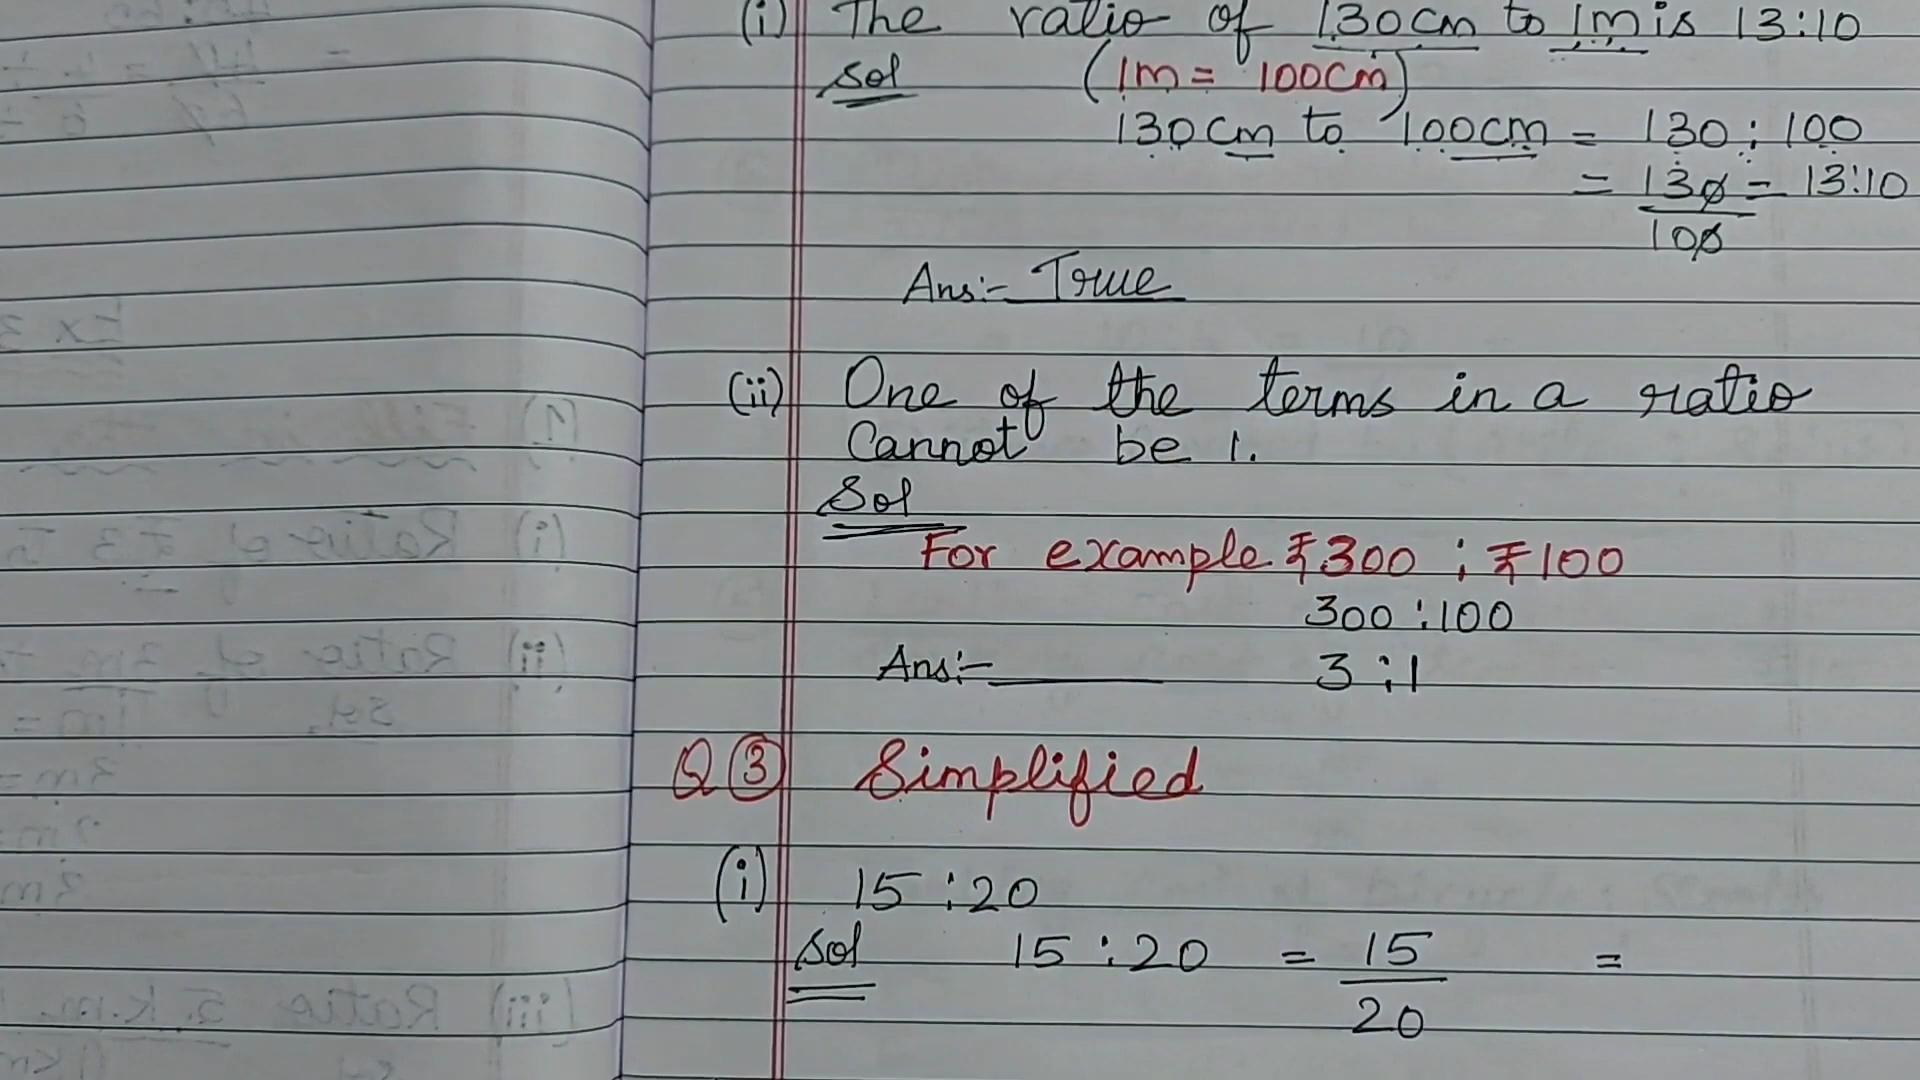 (i) The ratio of 130cm to 1m is 13:10
Sol (1m = 100cm)
130cm to 100cm = 130 : 100
= 130/100 = 13:10
Ans:- True
(ii) One of the terms in a ratio
Cannot be 1.
Sol
For example ₹300 : ₹100
300 : 100
Ans:- 3 : 1
Q ③ Simplified
(i) 15 : 20
Sol 15 : 20 = 15/20 =